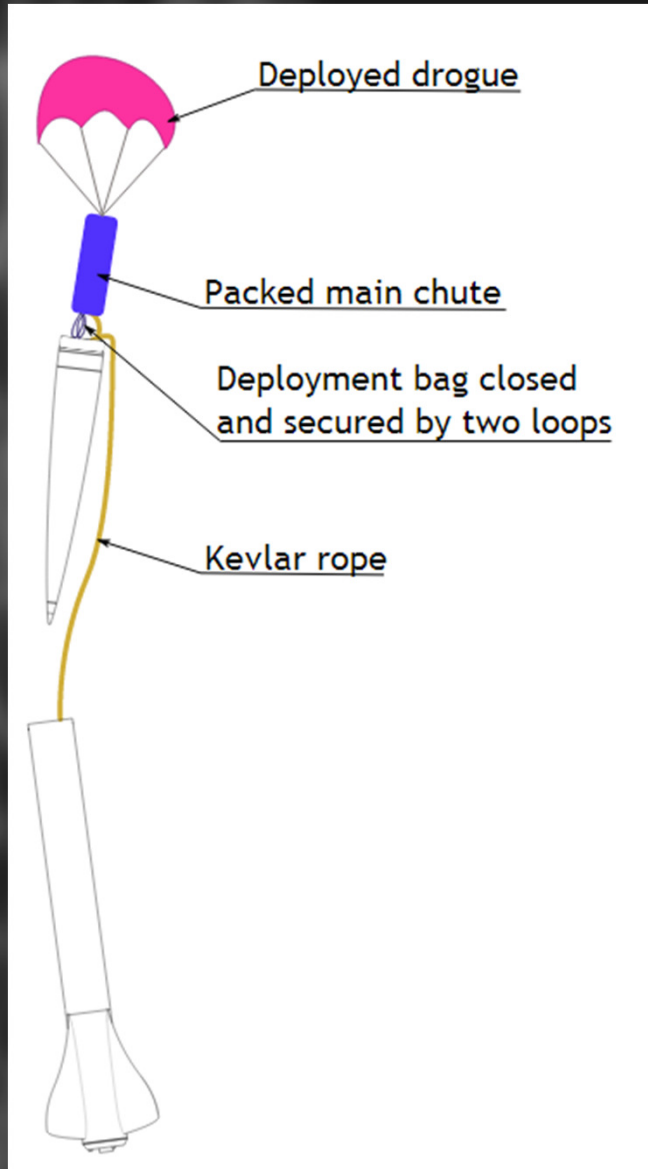 Deployed drogue
Packed main chute
Deployment bag closed
and secured by two loops
Kevlar rope